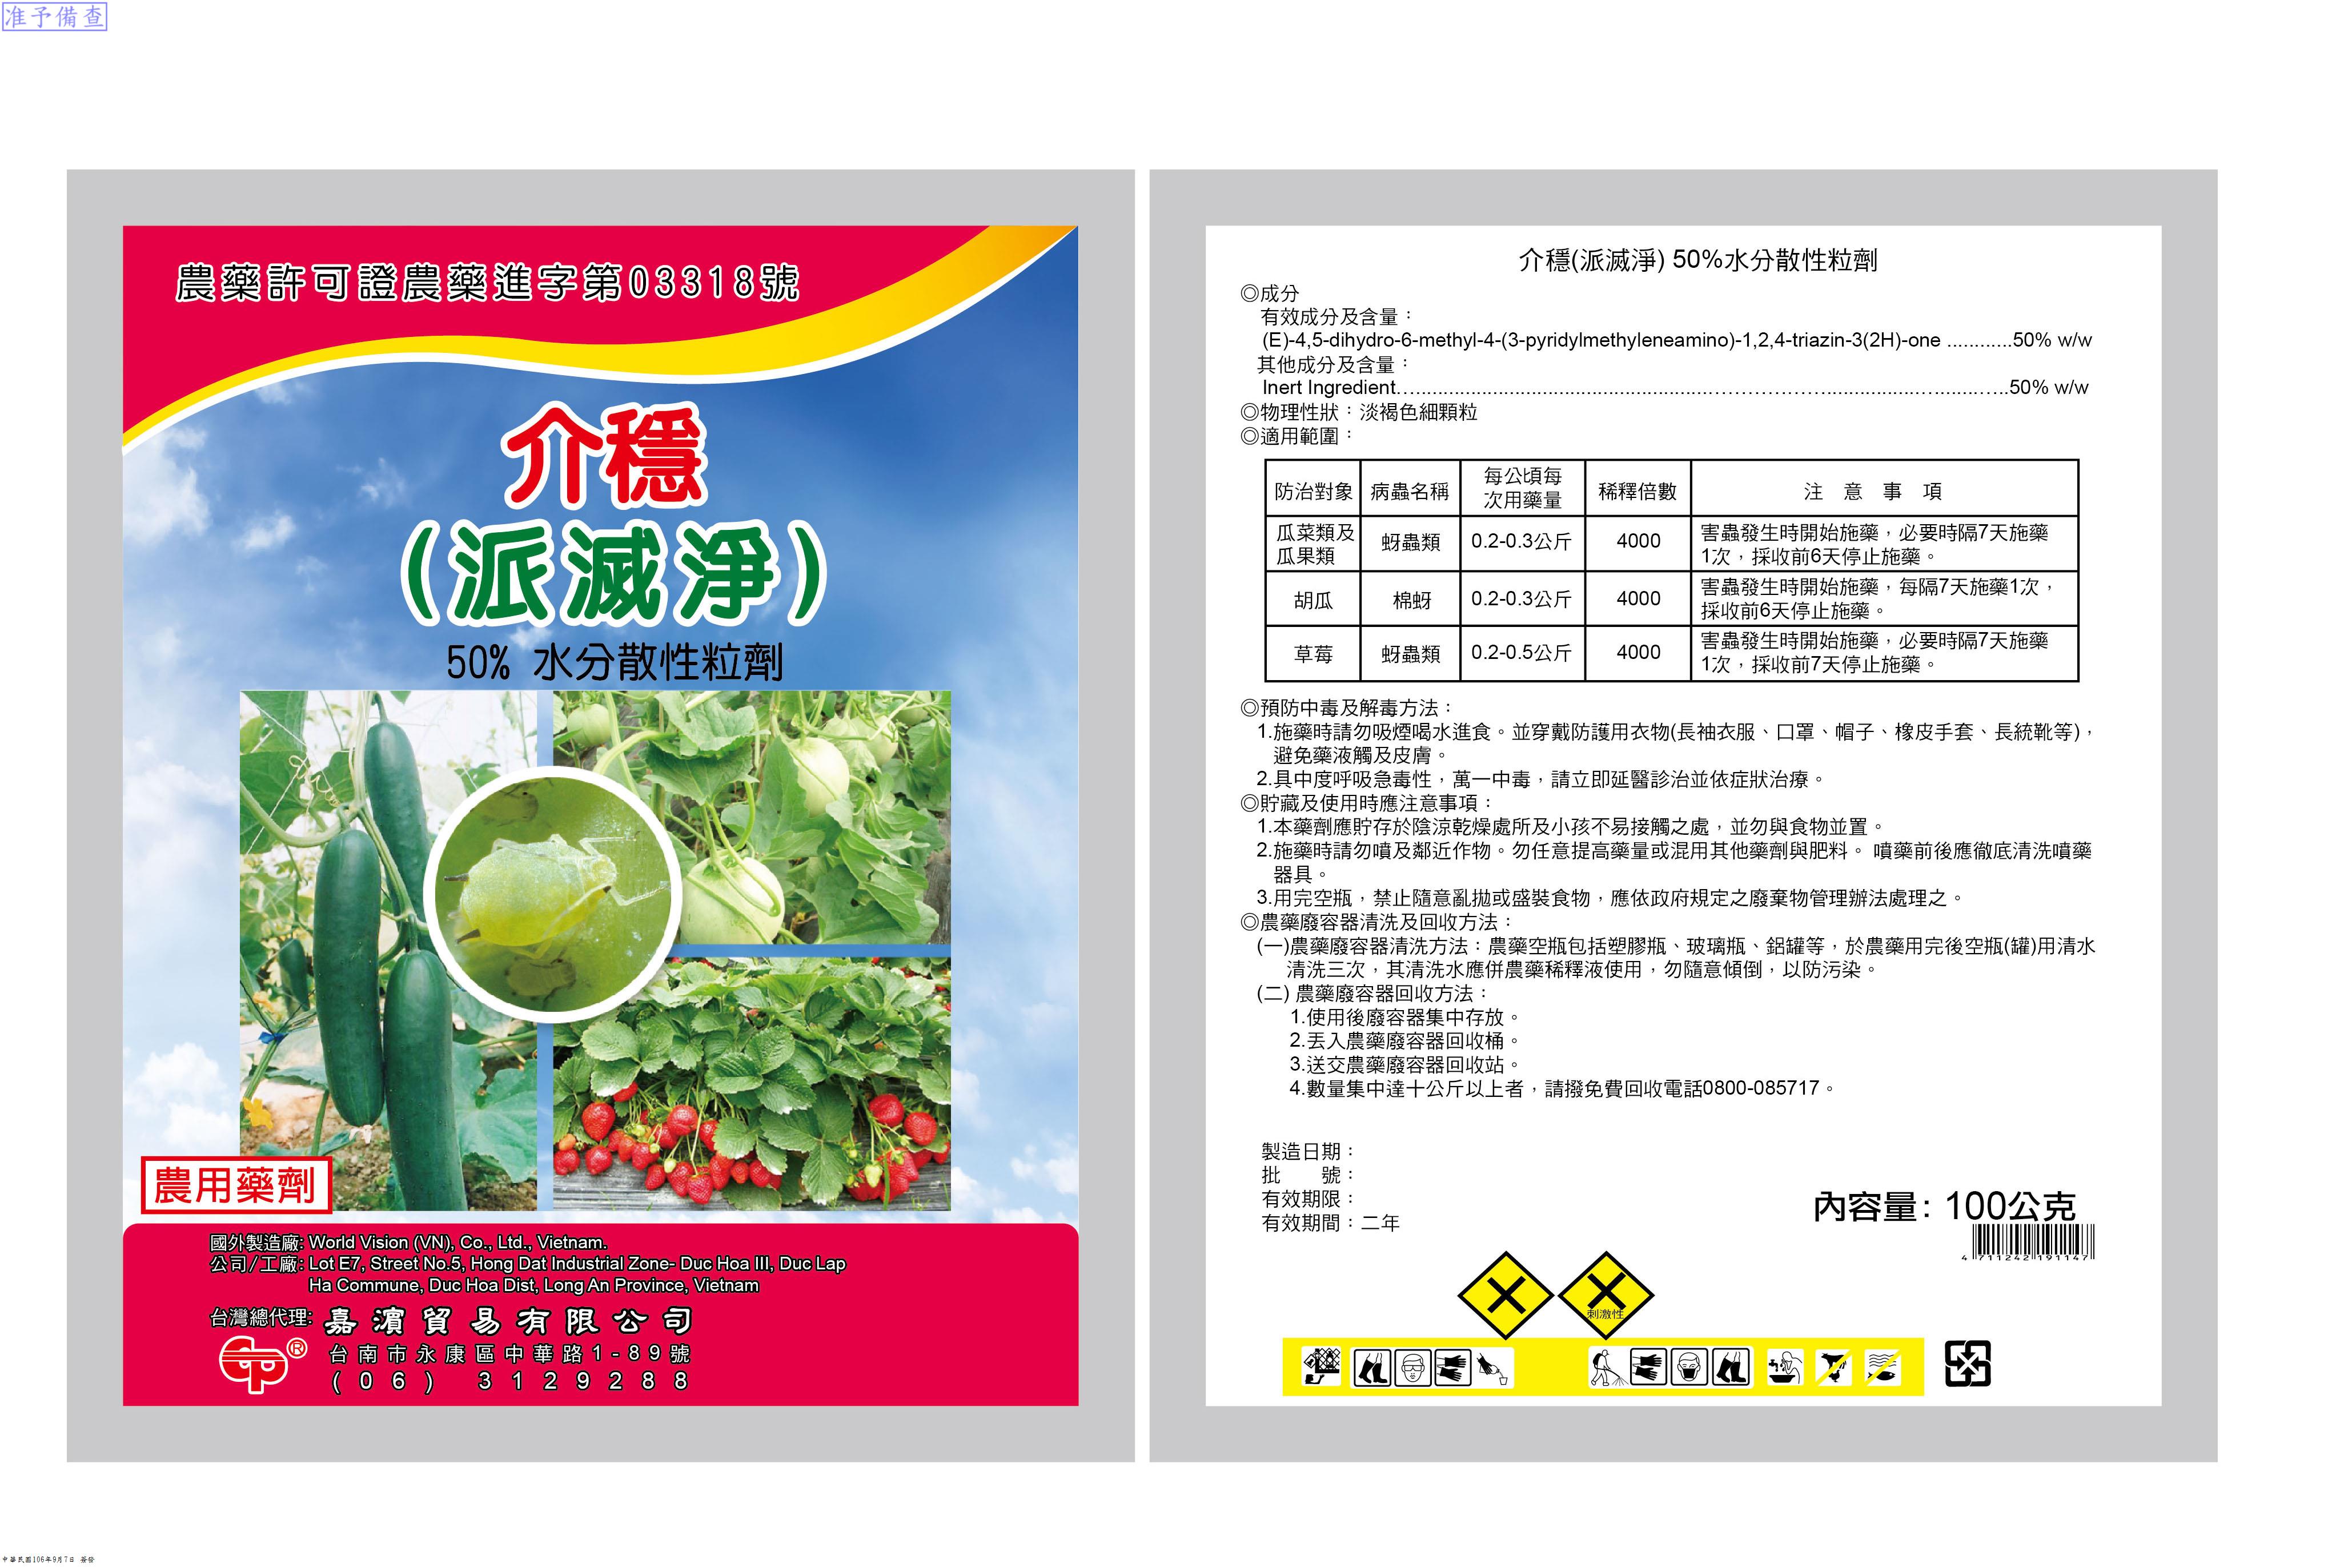 准予備查
農藥許可證農藥進字第03318號
介穩
(派滅淨)
50% 水分散性粒劑
農用藥劑
國外製造廠: World Vision (VN), Co., Ltd., Vietnam.
公司/工廠: Lot E7, Street No.5, Hong Dat Industrial Zone- Duc Hoa III, Duc Lap
Ha Commune, Duc Hoa Dist, Long An Province, Vietnam
台灣總代理: 嘉濱貿易有限公司
台南市永康區中華路1-89號
(06) 3129288
介穩(派滅淨) 50%水分散性粒劑
◎成分
有效成分及含量：
(E)-4,5-dihydro-6-methyl-4-(3-pyridylmethyleneamino)-1,2,4-triazin-3(2H)-one ............50% w/w
其他成分及含量：
Inert Ingredient.................................................................................50% w/w
◎物理性狀：淡褐色細顆粒
◎適用範圍：
防治對象 病蟲名稱 每公頃每次用藥量 稀釋倍數 注 意 事 項
瓜菜類及瓜果類 蚜蟲類 0.2-0.3公斤 4000 害蟲發生時開始施藥，必要時隔7天施藥
1次，採收前6天停止施藥。
胡瓜 棉蚜 0.2-0.3公斤 4000 害蟲發生時開始施藥，每隔7天施藥1次，
採收前6天停止施藥。
草莓 蚜蟲類 0.2-0.5公斤 4000 害蟲發生時開始施藥，必要時隔7天施藥
1次，採收前7天停止施藥。
◎預防中毒及解毒方法：
1.施藥時請勿吸煙喝水進食。並穿戴防護用衣物(長袖衣服、口罩、帽子、橡皮手套、長統靴等)，
避免藥液觸及皮膚。
2.具中度呼吸急毒性，萬一中毒，請立即延醫診治並依症狀治療。
◎貯藏及使用時應注意事項：
1.本藥劑應貯存於陰涼乾燥處所及小孩不易接觸之處，並勿與食物並置。
2.施藥時請勿噴及鄰近作物。勿任意提高藥量或混用其他藥劑與肥料。 噴藥前後應徹底清洗噴藥
器具。
3.用完空瓶，禁止隨意亂拋或盛裝食物，應依政府規定之廢棄物管理辦法處理之。
◎農藥廢容器清洗及回收方法：
(一)農藥廢容器清洗方法：農藥空瓶包括塑膠瓶、玻璃瓶、鋁罐等，於農藥用完後空瓶(罐)用清水
清洗三次，其清洗水應併農藥稀釋液使用，勿隨意傾倒，以防污染。
(二) 農藥廢容器回收方法：
1.使用後廢容器集中存放。
2.丟入農藥廢容器回收桶。
3.送交農藥廢容器回收站。
4.數量集中達十公斤以上者，請撥免費回收電話0800-085717。
製造日期：
批　　號：
有效期限：
有效期間：二年
內容量: 100公克
4 711242 191147
刺激性
中華民國106年9月7日 簽發